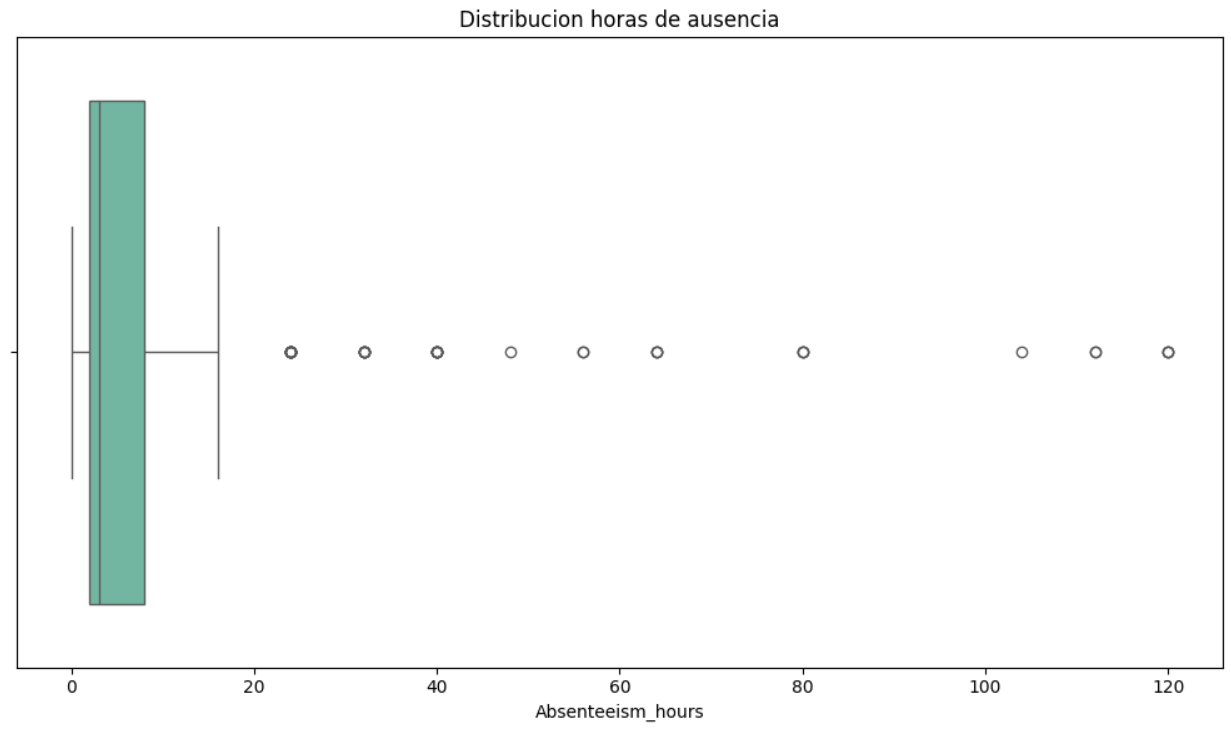 Distribucion horas de ausencia
0 20 40 60 80 100 120
Absenteeism_hours